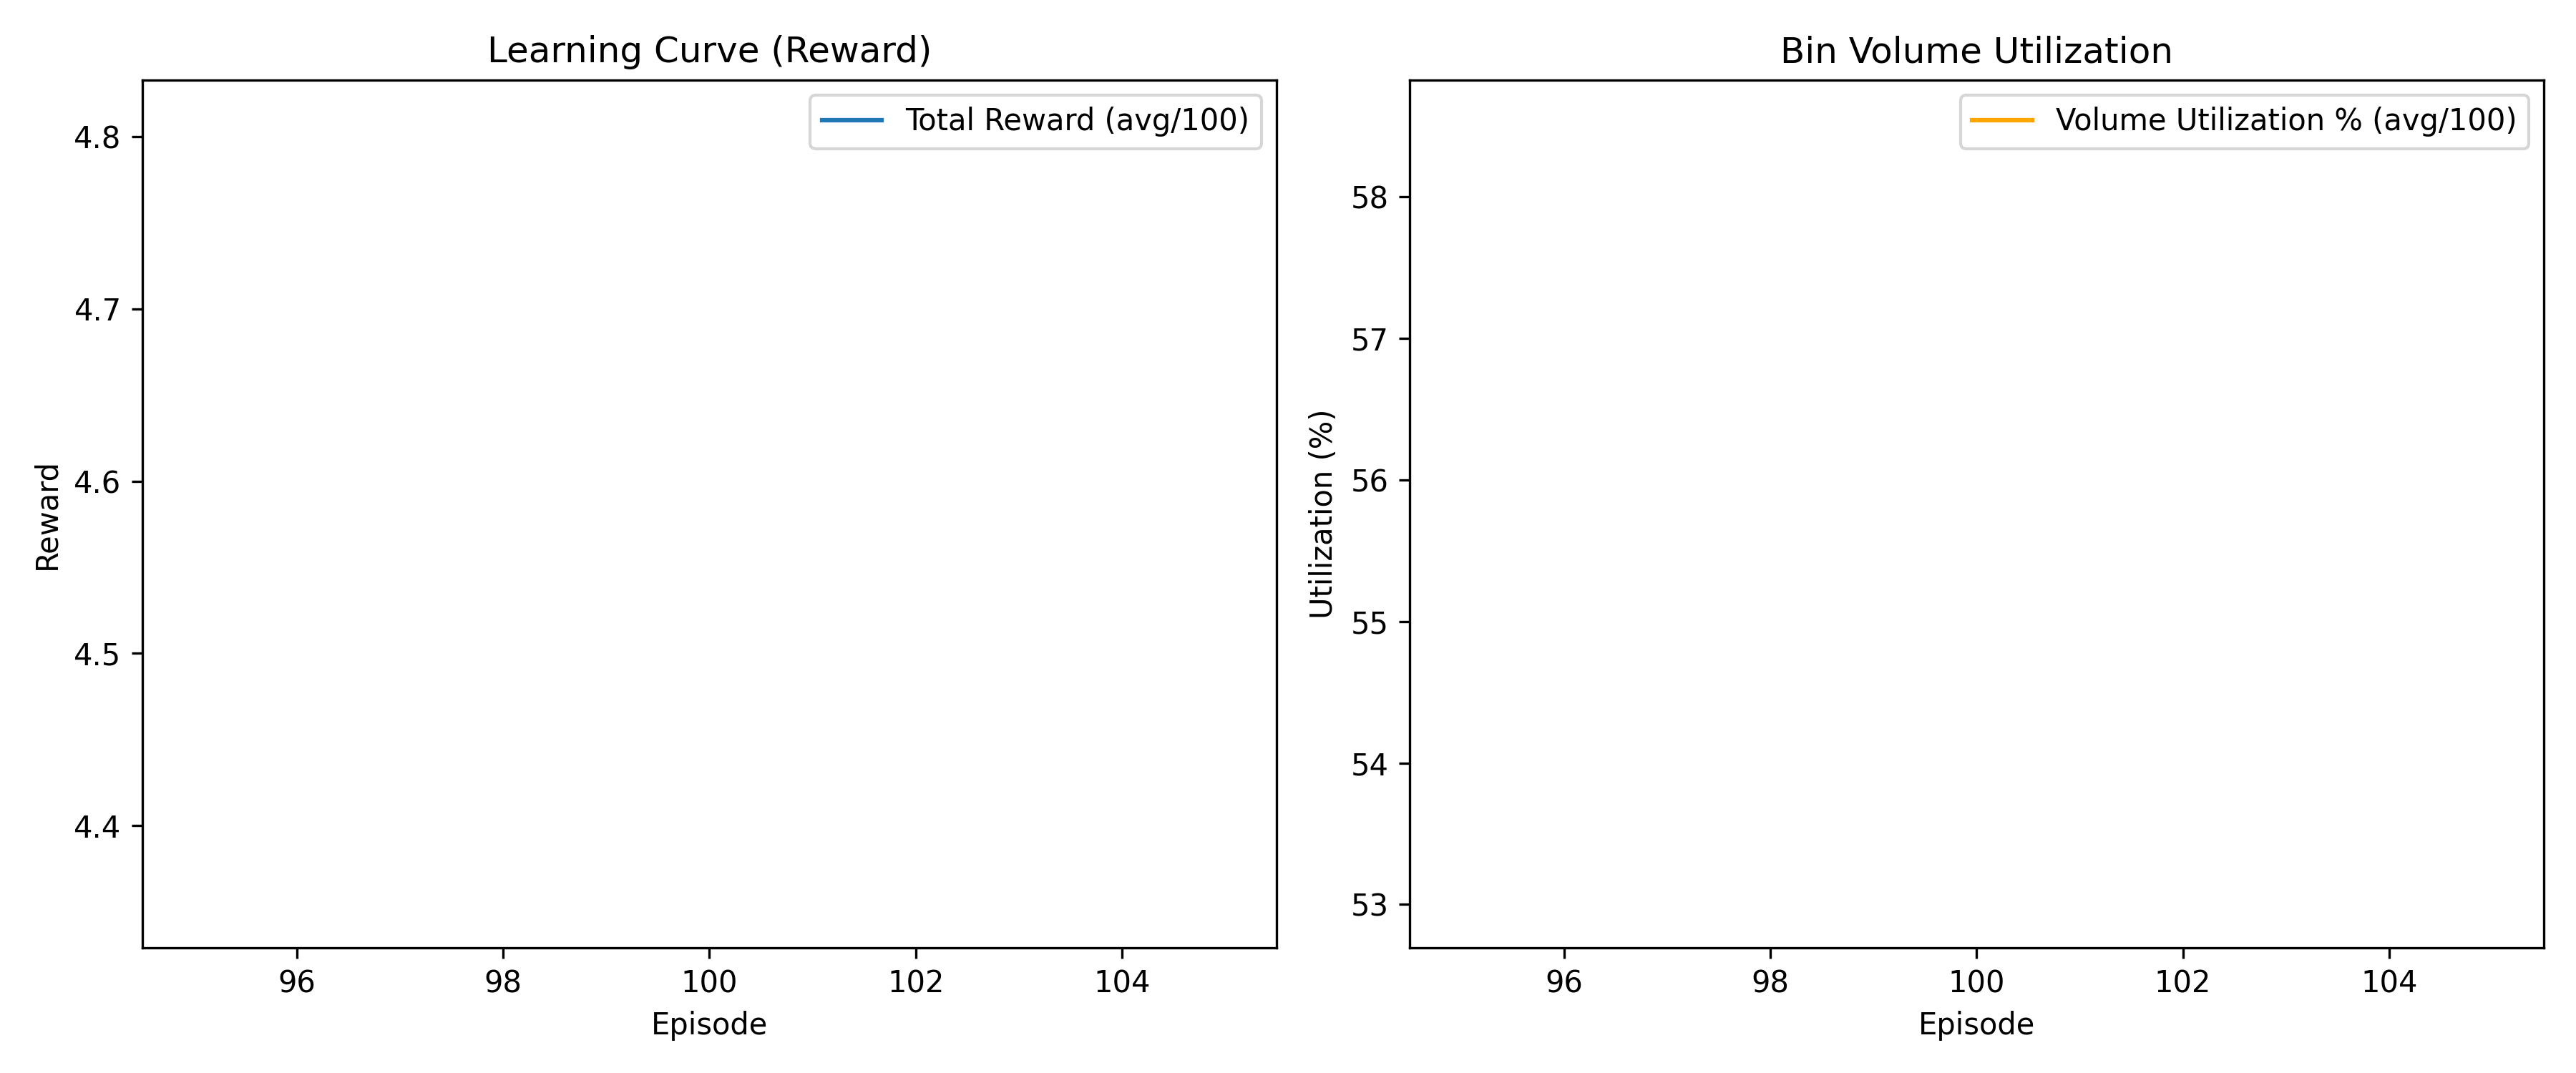 Learning Curve (Reward)
Total Reward (avg/100)
4.8
4.7
4.6
4.5
4.4
Reward
96 98 100 102 104
Episode
Bin Volume Utilization
Volume Utilization % (avg/100)
58
57
56
55
54
53
Utilization (%)
96 98 100 102 104
Episode